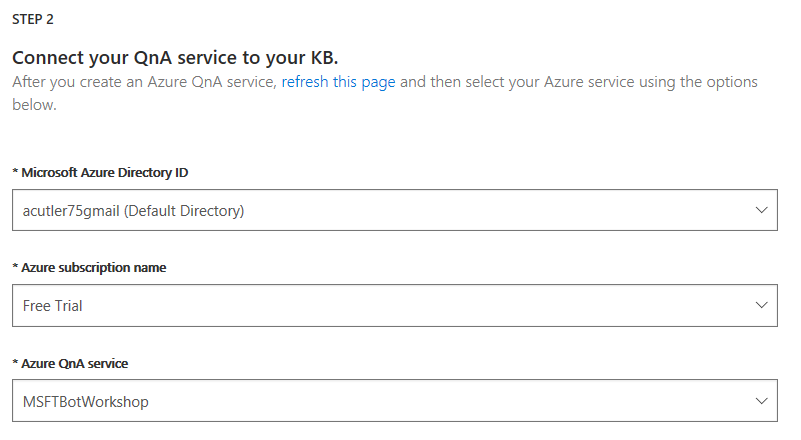 STEP 2
Connect your QnA service to your KB.
After you create an Azure QnA service, refresh this page and then select your Azure service using the options
below.
* Microsoft Azure Directory ID
acutler75gmail (Default Directory)
* Azure subscription name
Free Trial
* Azure QnA service
MSFTBotWorkshop